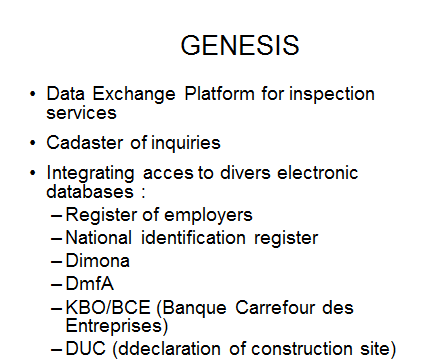 GENESIS
• Data Exchange Platform for inspection
services
• Cadaster of inquiries
• Integrating acces to divers electronic
databases :
– Register of employers
– National identification register
– Dimona
– DmfA
– KBO/BCE (Banque Carrefour des
Entreprises)
– DUC (ddeclaration of construction site)